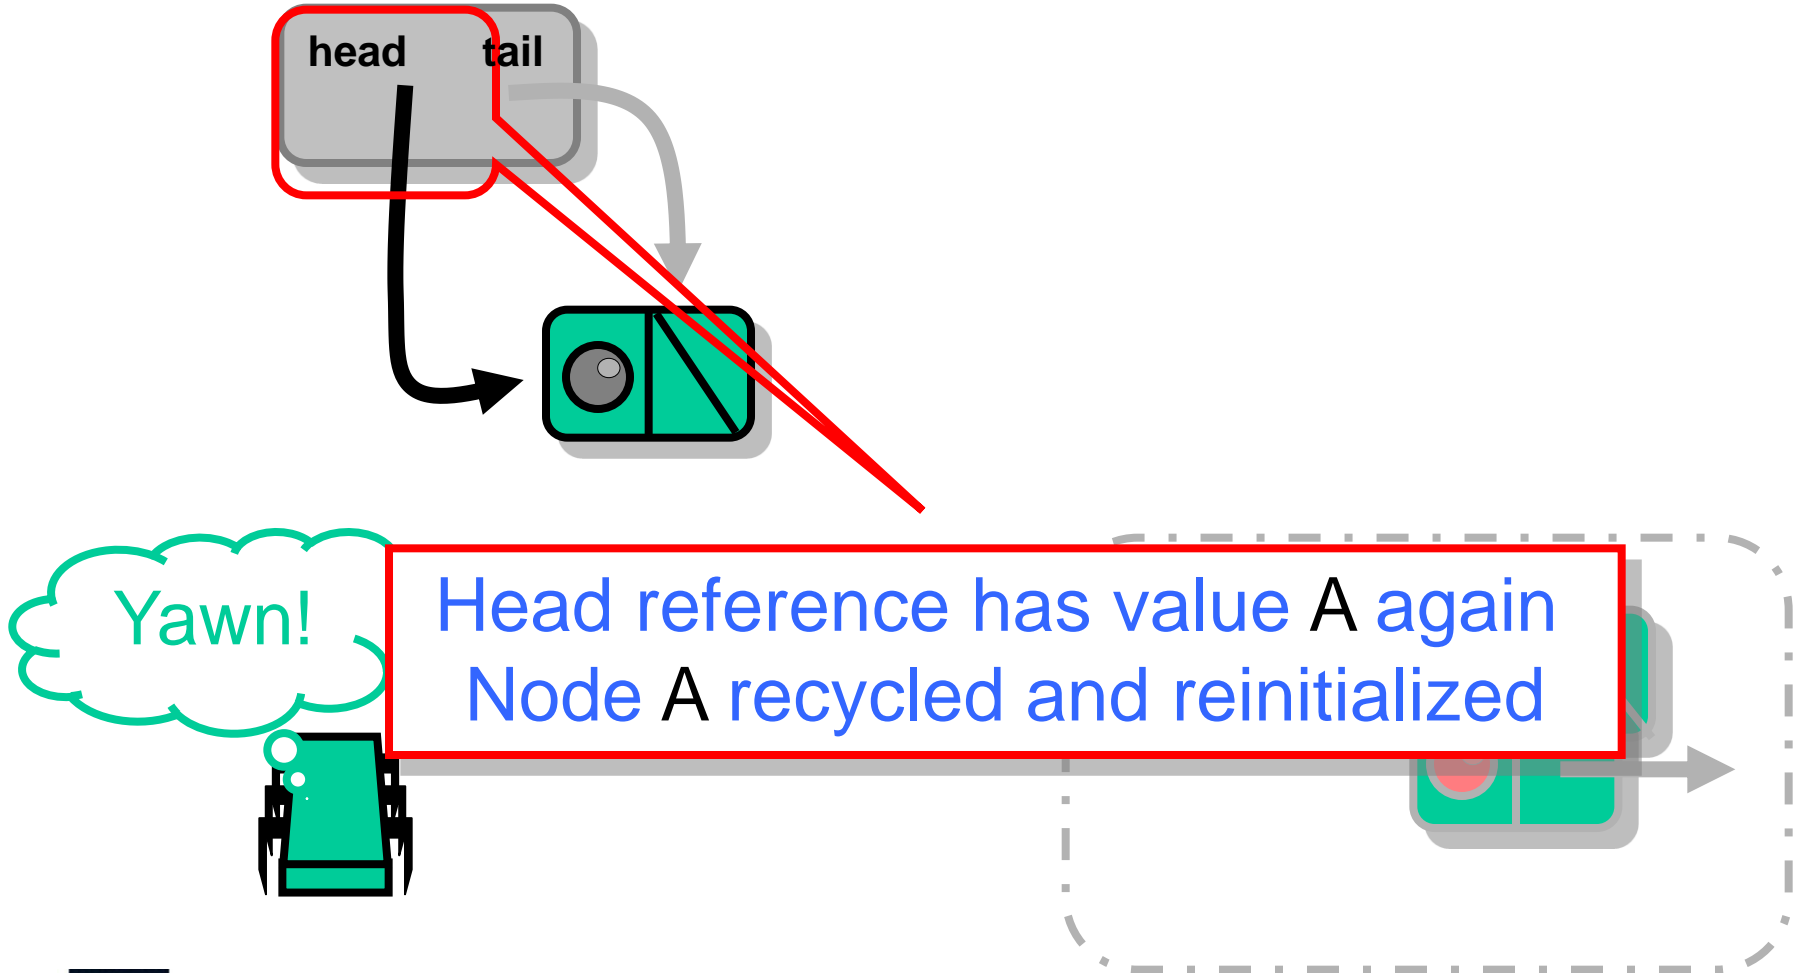 head tail
Yawn!
Head reference has value A again
Node A recycled and reinitialized